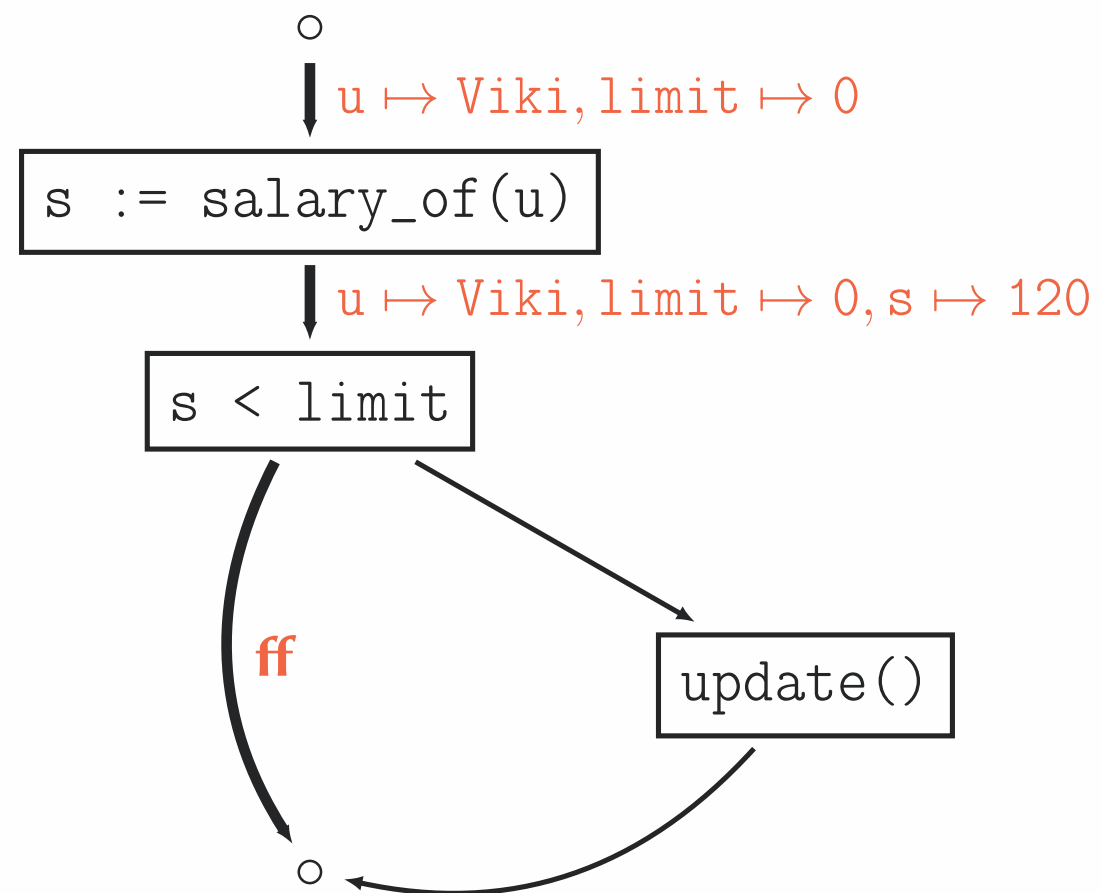 u ↦ Viki, limit ↦ 0
s := salary_of(u)
u ↦ Viki, limit ↦ 0, s ↦ 120
s < limit
ff
update()